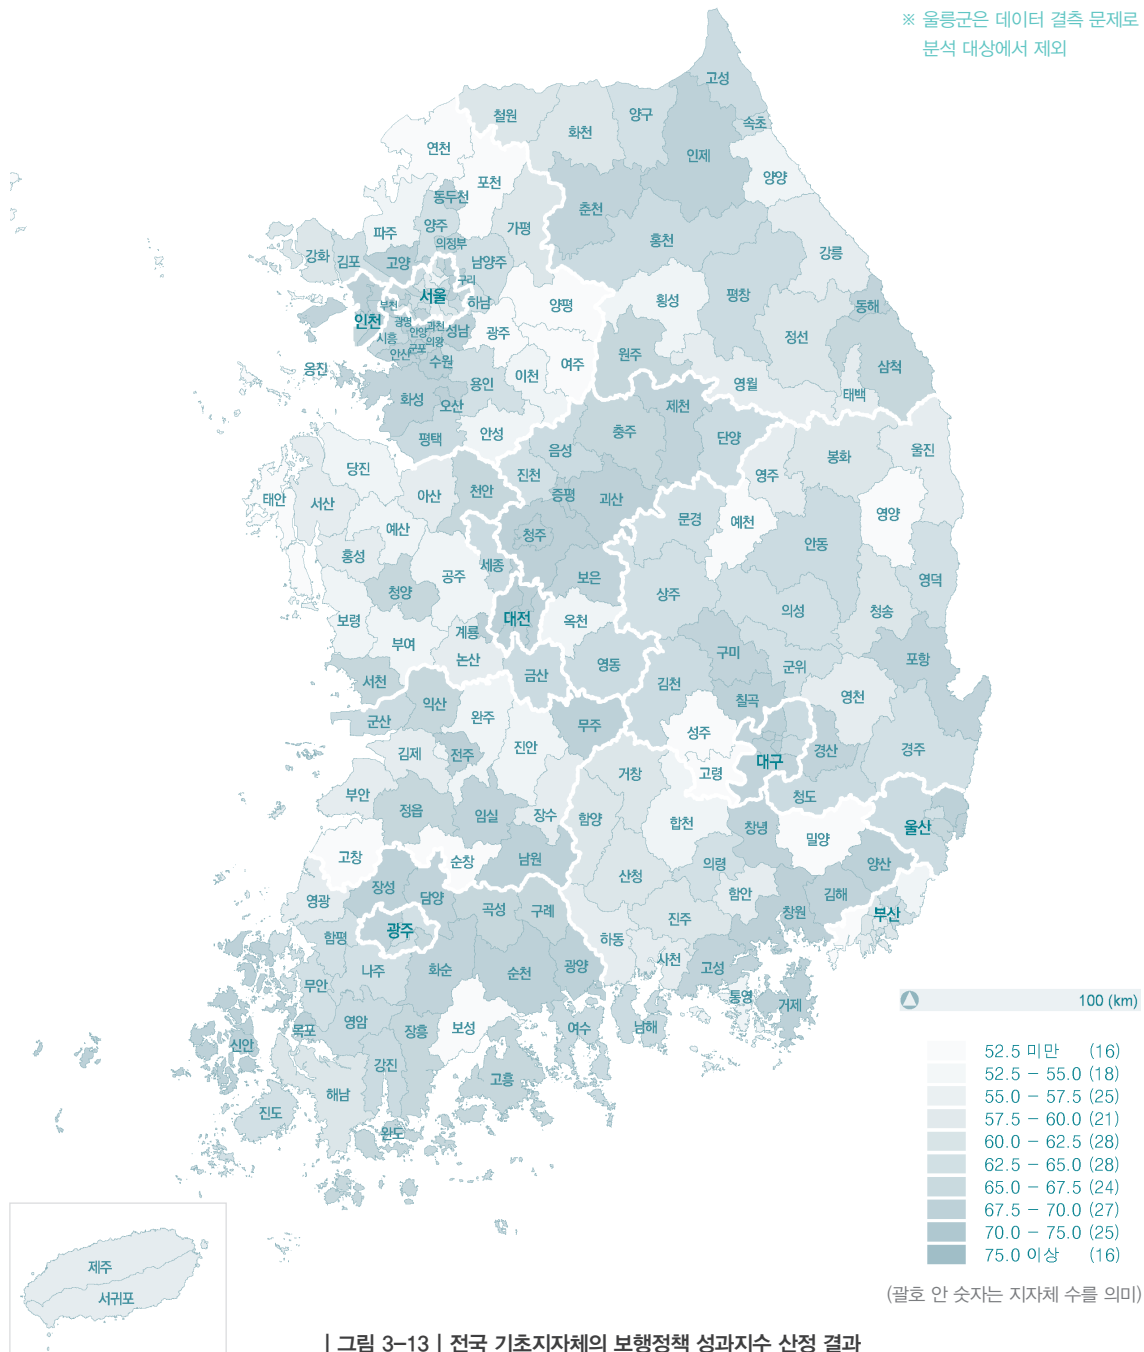 ※ 울릉군은 데이터 결측 문제로
분석 대상에서 제외
고성
철원
양구
속초
화천
연천
인제
양양
포천
동두천
춘천
파주
양주
가평
의정부
홍천
강릉
강화
김포
고양
남양주
구리
서울
평창
부천
하남
양평
횡성
동해
인천
광명
과천
성남
안양
시흥
의왕
광주
정선
군포
안산
수원
원주
여주
삼척
옹진
이천
용인
영월
태백
화성
오산
제천
안성
충주
평택
단양
음성
봉화
울진
당진
진천
영주
아산
천안
증평
괴산
태안
서산
문경
예천
영양
예산
청주
안동
홍성
세종
공주
보은
영덕
청양
상주
의성
청송
보령
대전
옥천
계룡
부여
구미
논산
영동
군위
포항
금산
서천
김천
익산
칠곡
영천
군산
완주
무주
성주
진안
경산
경주
김제
전주
대구
거창
고령
부안
청도
정읍
임실
장수
함양
합천
창녕
울산
밀양
고창
순창
남원
의령
양산
산청
장성
담양
함안
김해
영광
곡성
구례
창원
부산
진주
광주
함평
하동
사천
고성
나주
화순
순천
광양
무안
통영
거제
영암
보성
여수
남해
목포
장흥
신안
강진
고흥
해남
진도
완도
제주
서귀포
100 (km)
52.5 미만 (16)
52.5 – 55.0 (18)
55.0 – 57.5 (25)
57.5 – 60.0 (21)
60.0 – 62.5 (28)
62.5 – 65.0 (28)
65.0 – 67.5 (24)
67.5 – 70.0 (27)
70.0 – 75.0 (25)
75.0 이상 (16)
(괄호 안 숫자는 지자체 수를 의미)
| 그림 3–13 | 전국 기초지자체의 보행정책 성과지수 산정 결과